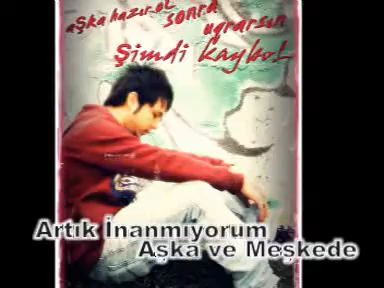 aşka hazır ol
sonra
uğrarsın
Şimdi Kaybol
Artık İnanmıyorum
Aşka ve Meşkede